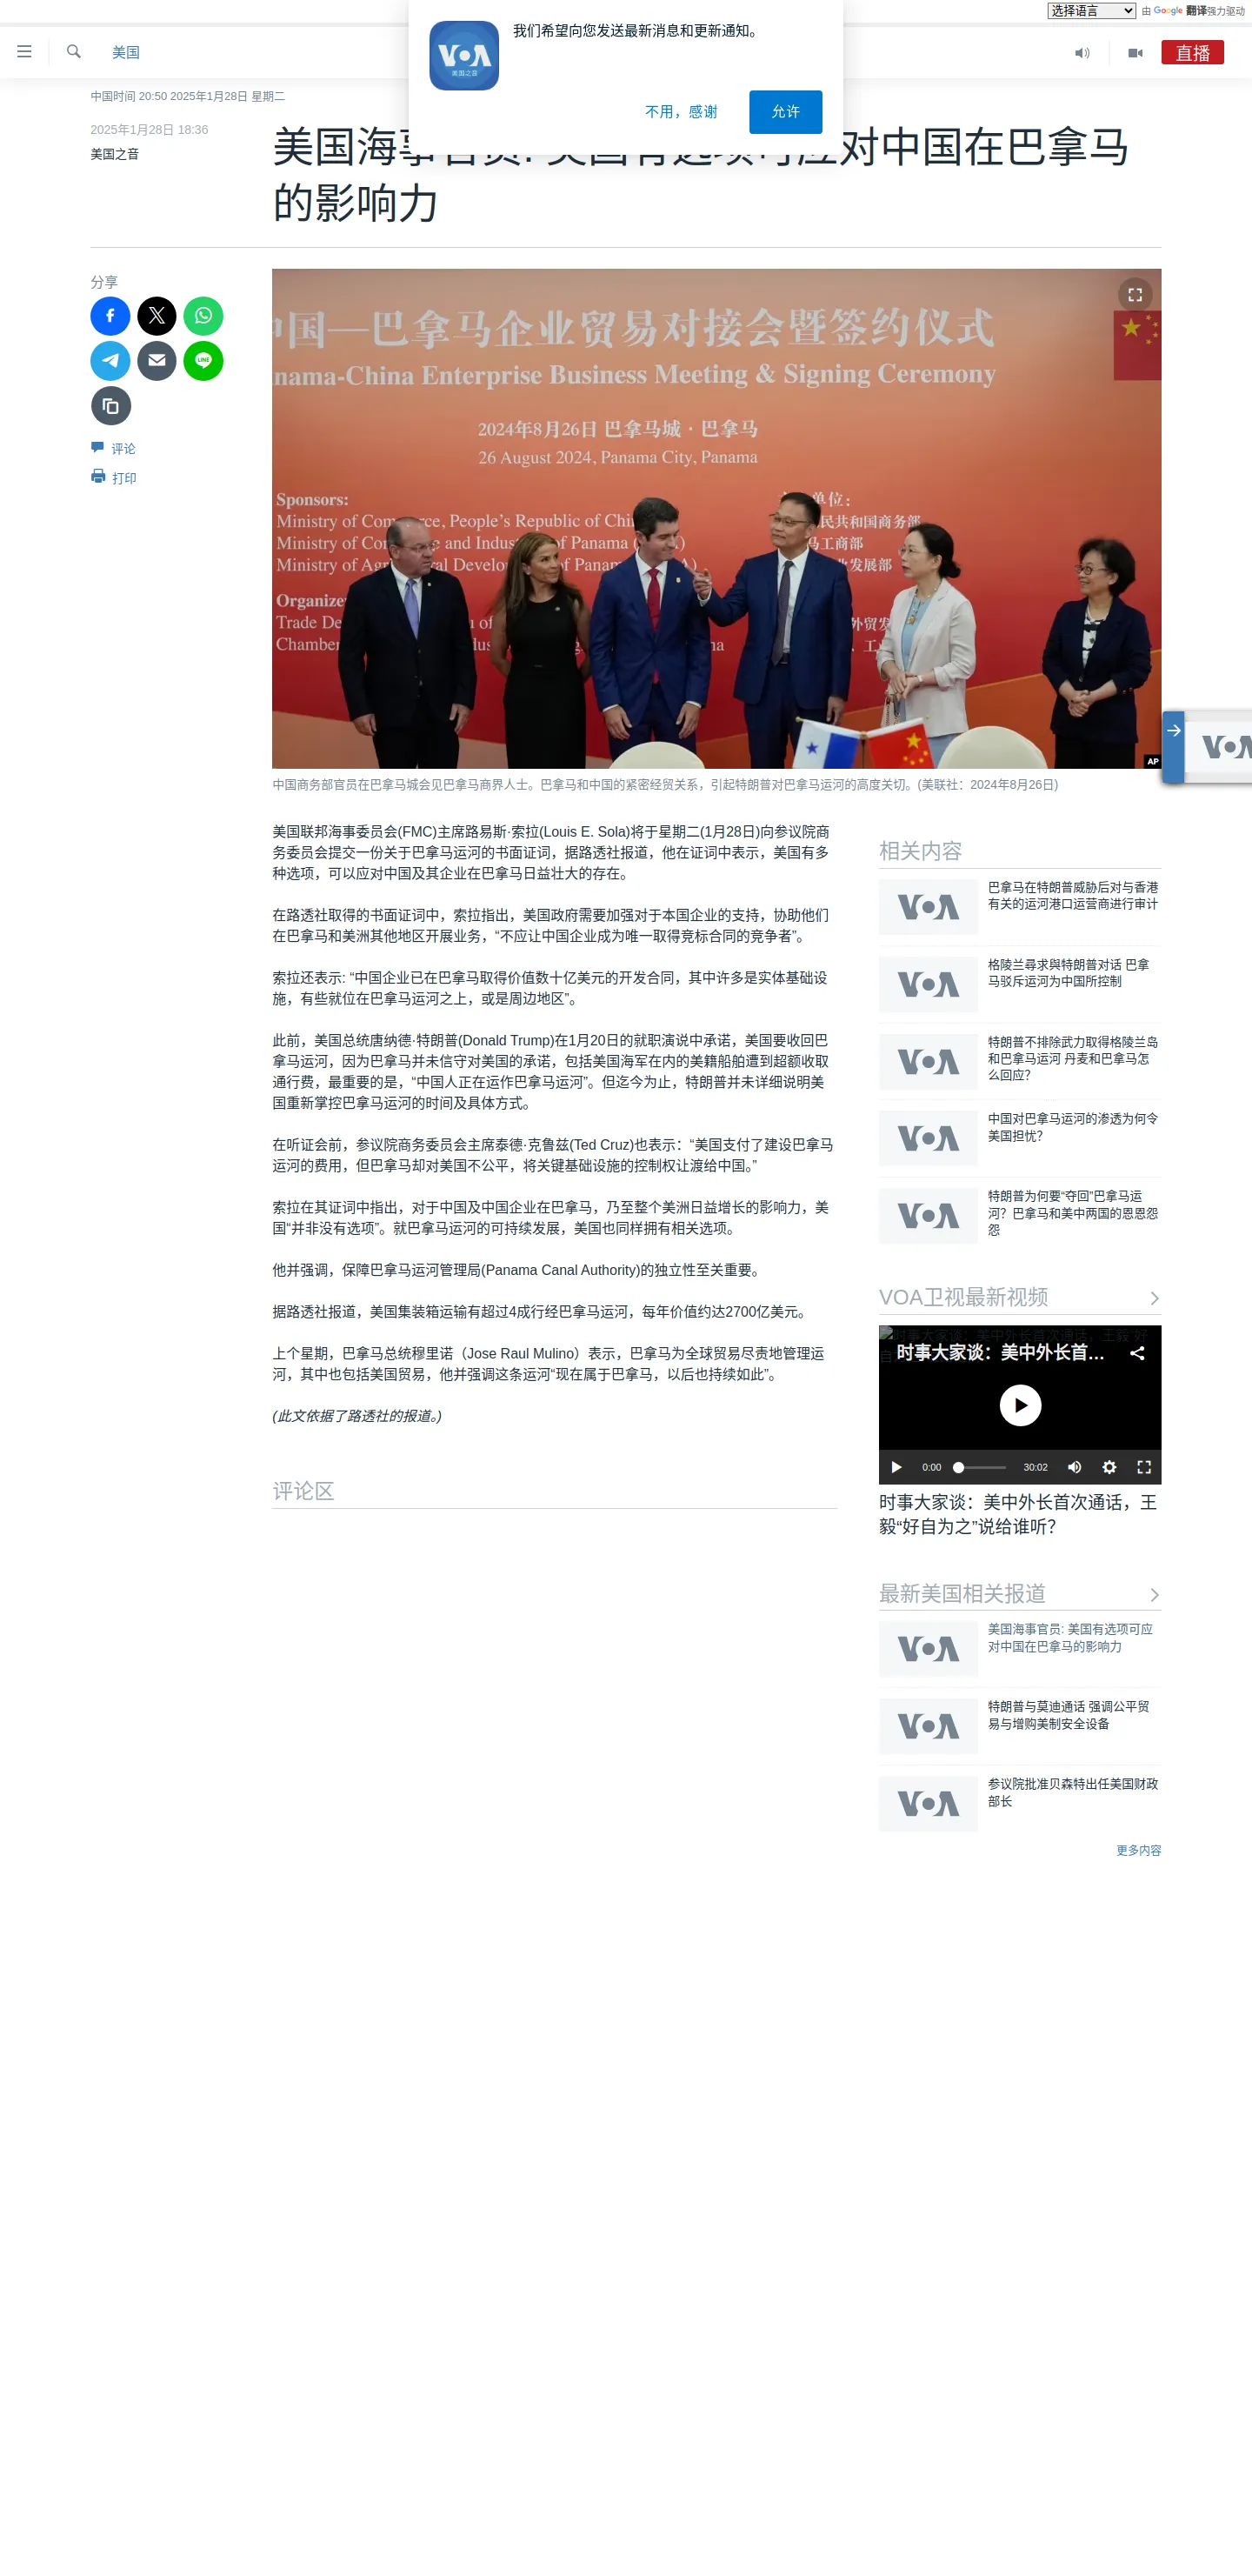 选择语言
由 Google 翻译强力驱动
VOA
美国之音
我们希望向您发送最新消息和更新通知。
不用，感谢
允许
美国
直播
中国时间 20:50 2025年1月28日 星期二
2025年1月28日 18:36
美国之音
美国海事官员: 美国有选项可应对中国在巴拿马
的影响力
分享
LINE
评论
打印
中国—巴拿马企业贸易对接会暨签约仪式
nama-China Enterprise Business Meeting & Signing Ceremony
2024年8月26日 巴拿马城 · 巴拿马
26 August 2024, Panama City, Panama
Sponsors:
单位：
Ministry of Com
ce, People's Republic of Chi
民共和国商务部
Ministry of Con
e and Indus
of Panama
马工商部
Ministry of Agr
ral Develo
of Panam
业发展部
Organize
Trade De
外贸发
Chamber
AP
中国商务部官员在巴拿马城会见巴拿马商界人士。巴拿马和中国的紧密经贸关系，引起特朗普对巴拿马运河的高度关切。(美联社：2024年8月26日)
VOA
美国联邦海事委员会(FMC)主席路易斯·索拉(Louis E. Sola)将于星期二(1月28日)向参议院商
务委员会提交一份关于巴拿马运河的书面证词，据路透社报道，他在证词中表示，美国有多
种选项，可以应对中国及其企业在巴拿马日益壮大的存在。
在路透社取得的书面证词中，索拉指出，美国政府需要加强对于本国企业的支持，协助他们
在巴拿马和美洲其他地区开展业务，“不应让中国企业成为唯一取得竞标合同的竞争者”。
索拉还表示: “中国企业已在巴拿马取得价值数十亿美元的开发合同，其中许多是实体基础设
施，有些就位在巴拿马运河之上，或是周边地区”。
此前，美国总统唐纳德·特朗普(Donald Trump)在1月20日的就职演说中承诺，美国要收回巴
拿马运河，因为巴拿马并未信守对美国的承诺，包括美国海军在内的美籍船舶遭到超额收取
通行费，最重要的是，“中国人正在运作巴拿马运河”。但迄今为止，特朗普并未详细说明美
国重新掌控巴拿马运河的时间及具体方式。
在听证会前，参议院商务委员会主席泰德·克鲁兹(Ted Cruz)也表示：“美国支付了建设巴拿马
运河的费用，但巴拿马却对美国不公平，将关键基础设施的控制权让渡给中国。”
索拉在其证词中指出，对于中国及中国企业在巴拿马，乃至整个美洲日益增长的影响力，美
国“并非没有选项”。就巴拿马运河的可持续发展，美国也同样拥有相关选项。
他并强调，保障巴拿马运河管理局(Panama Canal Authority)的独立性至关重要。
据路透社报道，美国集装箱运输有超过4成行经巴拿马运河，每年价值约达2700亿美元。
上个星期，巴拿马总统穆里诺（Jose Raul Mulino）表示，巴拿马为全球贸易尽责地管理运
河，其中也包括美国贸易，他并强调这条运河“现在属于巴拿马，以后也持续如此”。
(此文依据了路透社的报道。)
评论区
相关内容
VOA
巴拿马在特朗普威胁后对与香港
有关的运河港口运营商进行审计
VOA
格陵兰寻求與特朗普对话 巴拿
马驳斥运河为中国所控制
VOA
特朗普不排除武力取得格陵兰岛
和巴拿马运河 丹麦和巴拿马怎
么回应？
VOA
中国对巴拿马运河的渗透为何令
美国担忧？
VOA
特朗普为何要“夺回”巴拿马运
河？巴拿马和美中两国的恩恩怨
怨
VOA卫视最新视频
时事大家谈：美中外长首次通话，王毅“好
时事大家谈：美中外长首…
0:00
30:02
时事大家谈：美中外长首次通话，王
毅“好自为之”说给谁听？
最新美国相关报道
VOA
美国海事官员: 美国有选项可应
对中国在巴拿马的影响力
VOA
特朗普与莫迪通话 强调公平贸
易与增购美制安全设备
VOA
参议院批准贝森特出任美国财政
部长
更多内容